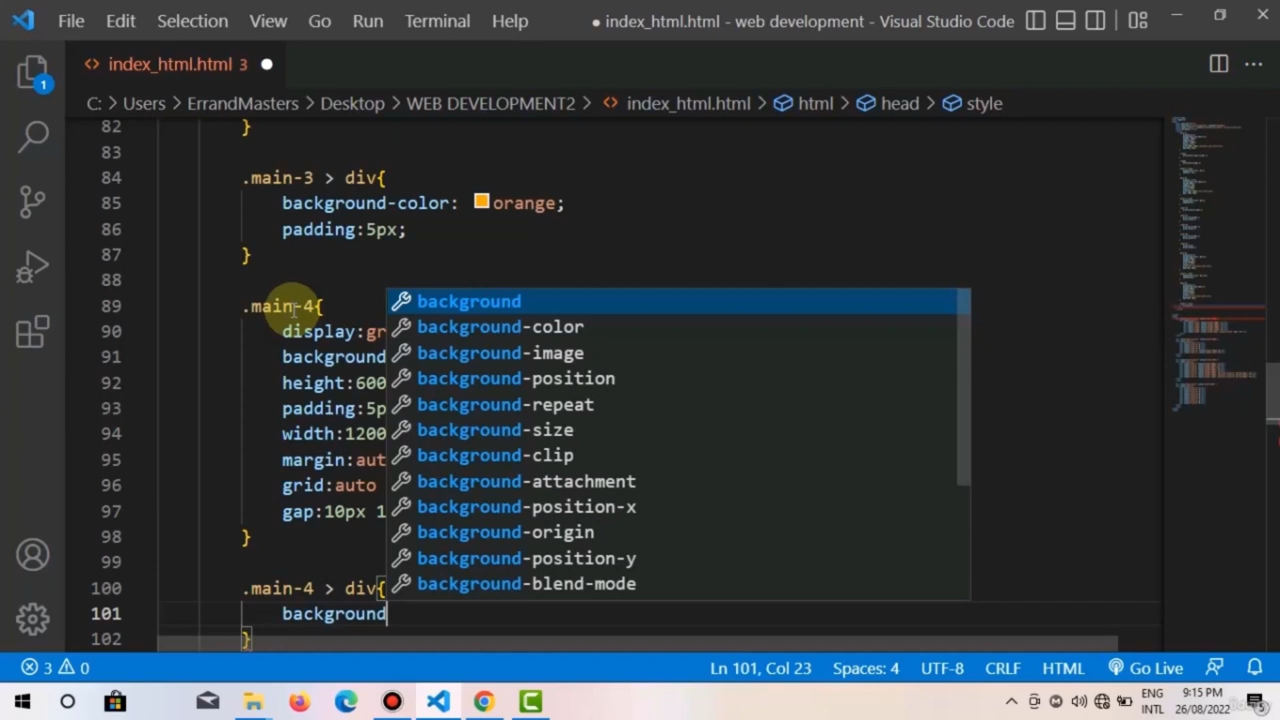 File Edit Selection View Go Run Terminal Help ● index_html.html - web development - Visual Studio Code
index_html.html 3
C: > Users > ErrandMasters > Desktop > WEB DEVELOPMENT2 > index_html.html > html > head > style
1
82 }
83
84 .main-3 > div{
85 background-color: orange;
86 padding:5px;
87 }
88
89 .main-4{
90 display:gr
91 background
92 height:600
93 padding:5p
94 width:1200
95 margin:aut
96 grid:auto
97 gap:10px 1
98 }
99
100 .main-4 > div{
101 background
102 }
background
background-color
background-image
background-position
background-repeat
background-size
background-clip
background-attachment
background-position-x
background-origin
background-position-y
background-blend-mode
3 0 Ln 101, Col 23 Spaces: 4 UTF-8 CRLF HTML Go Live
ENG 9:15 PM
INTL 26/08/2022